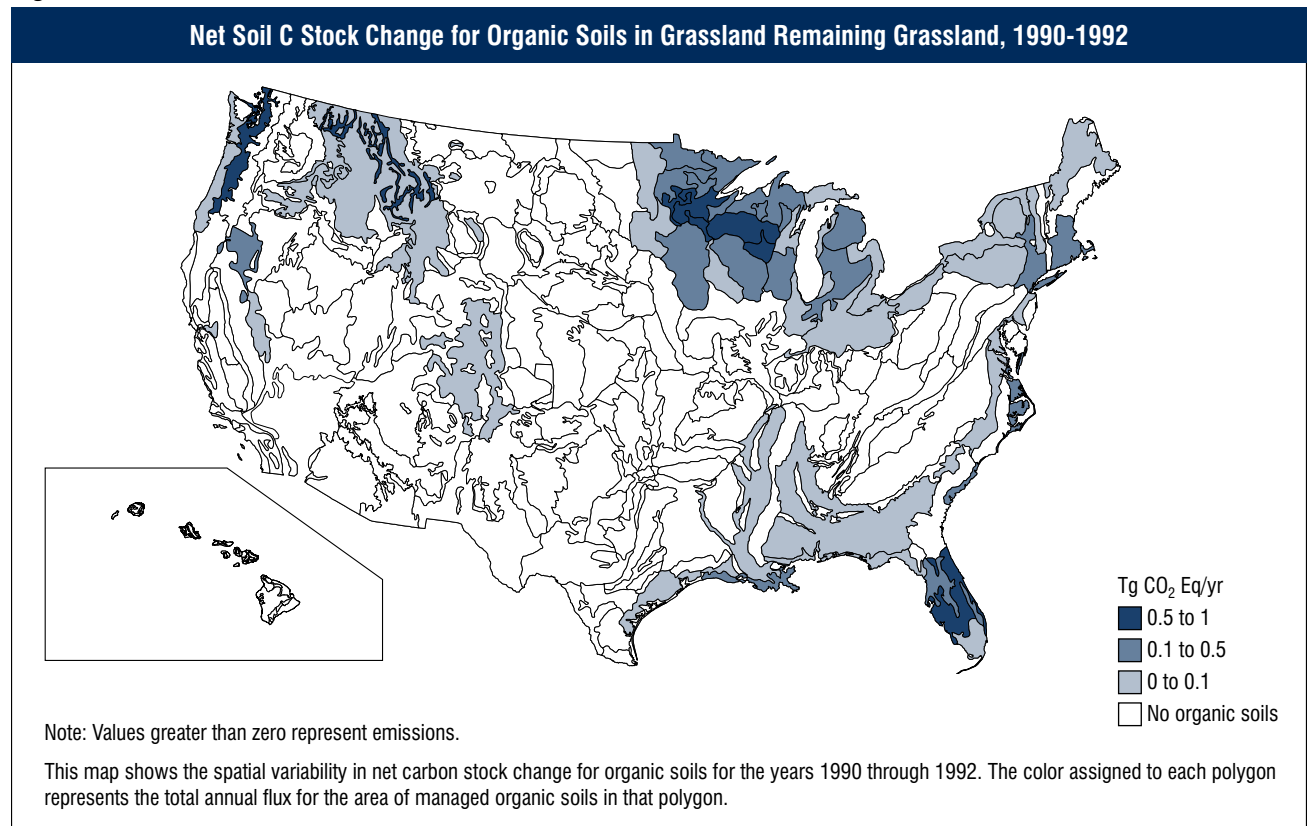 Net Soil C Stock Change for Organic Soils in Grassland Remaining Grassland, 1990-1992
Tg CO₂ Eq/yr
0.5 to 1
0.1 to 0.5
0 to 0.1
No organic soils
Note: Values greater than zero represent emissions.
This map shows the spatial variability in net carbon stock change for organic soils for the years 1990 through 1992. The color assigned to each polygon
represents the total annual flux for the area of managed organic soils in that polygon.